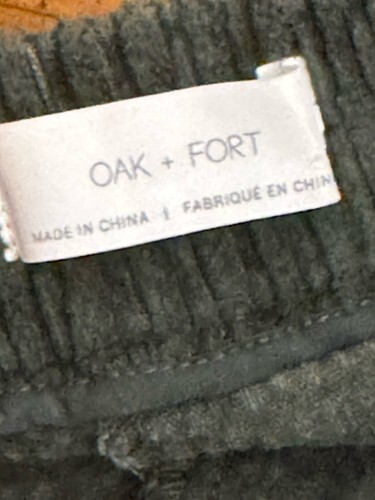 OAK + FORT
MADE IN CHINA | FABRIQUÉ EN CHIN